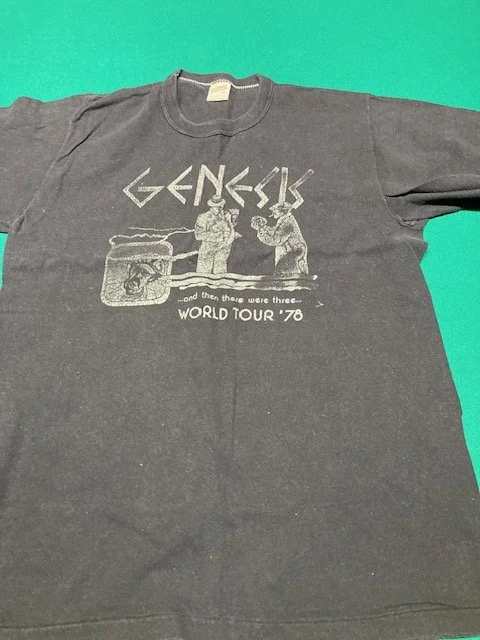 GENESIS
...and then there were three...
WORLD TOUR '78